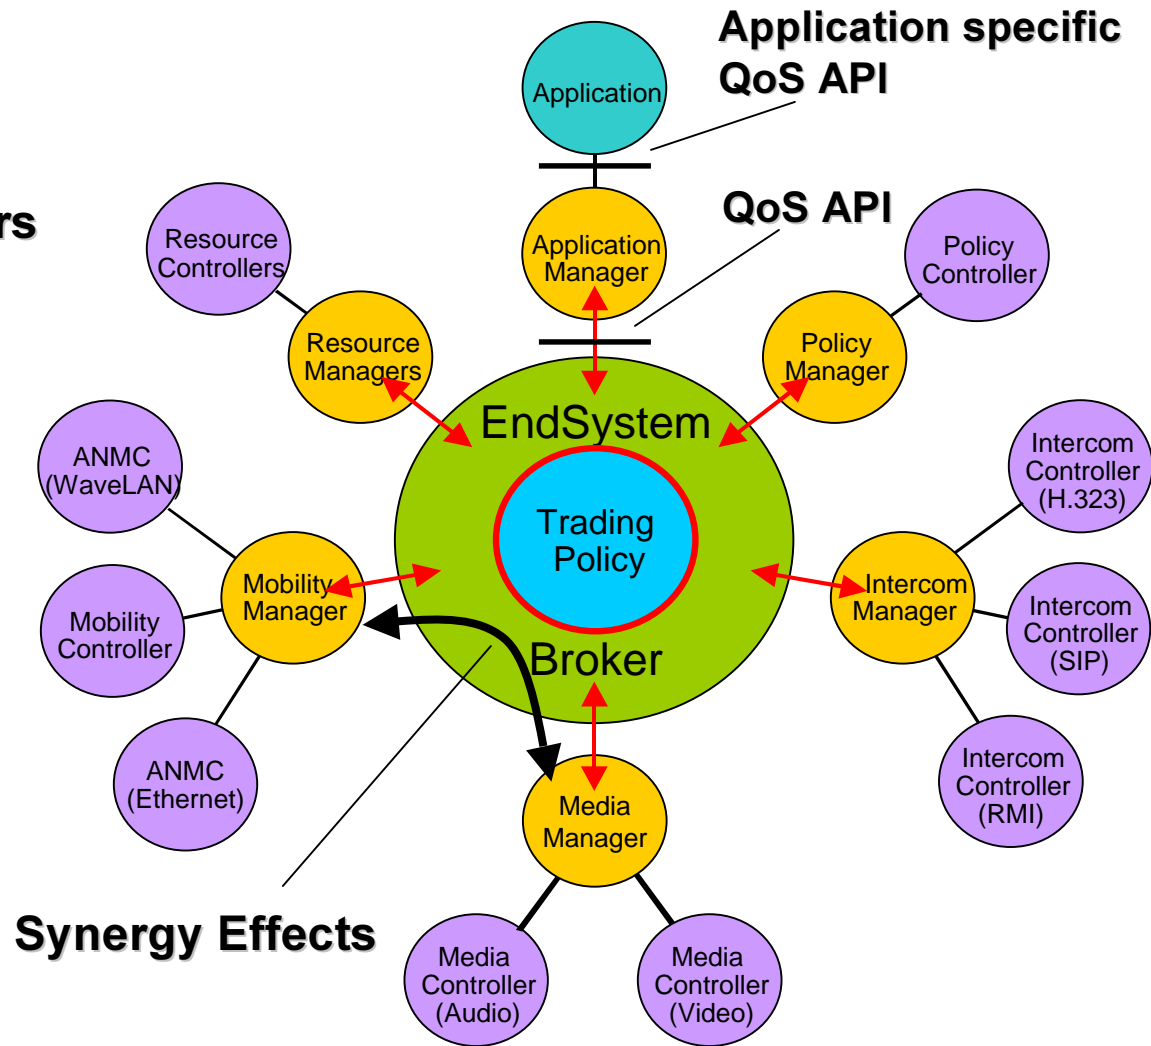 Application specific
QoS API
Application
rs
QoS API
Resource
Controllers
Application
Manager
Policy
Controller
Resource
Managers
Policy
Manager
EndSystem
ANMC
(WaveLAN)
Intercom
Controller
(H.323)
Trading
Policy
Mobility
Manager
Intercom
Manager
Mobility
Controller
Intercom
Controller
(SIP)
Broker
ANMC
(Ethernet)
Intercom
Controller
(RMI)
Media
Manager
Synergy Effects
Media
Controller
(Audio)
Media
Controller
(Video)